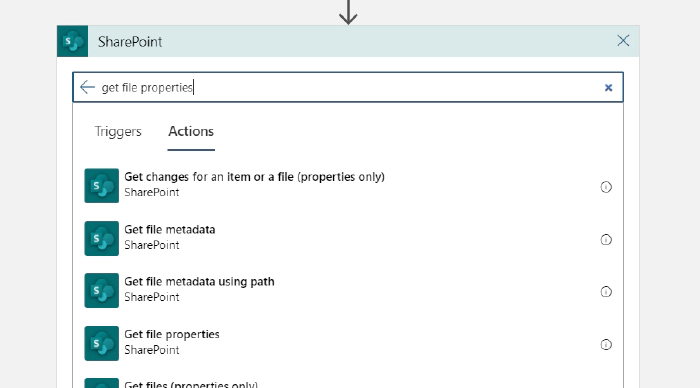 SharePoint
get file properties
Triggers Actions
Get changes for an item or a file (properties only)
SharePoint
Get file metadata
SharePoint
Get file metadata using path
SharePoint
Get file properties
SharePoint
Get files (properties only)